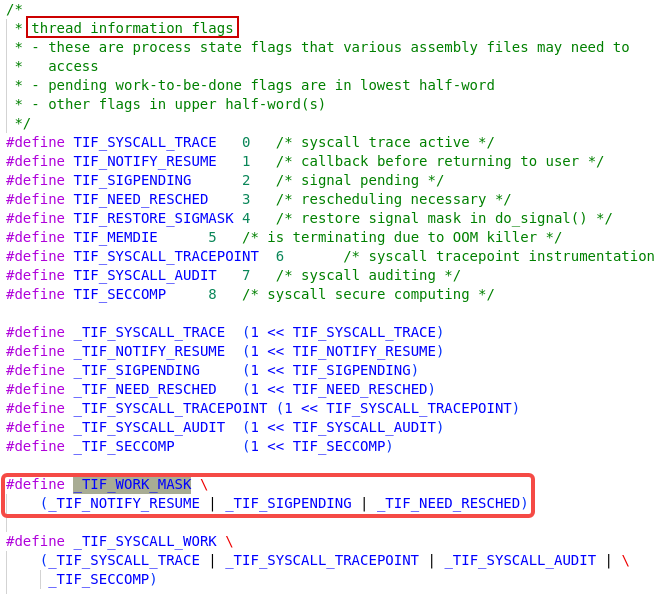 /*
 * thread information flags
 * - these are process state flags that various assembly files may need to
 *   access
 * - pending work-to-be-done flags are in lowest half-word
 * - other flags in upper half-word(s)
 */
#define TIF_SYSCALL_TRACE   0   /* syscall trace active */
#define TIF_NOTIFY_RESUME   1   /* callback before returning to user */
#define TIF_SIGPENDING      2   /* signal pending */
#define TIF_NEED_RESCHED    3   /* rescheduling necessary */
#define TIF_RESTORE_SIGMASK 4   /* restore signal mask in do_signal() */
#define TIF_MEMDIE      5   /* is terminating due to OOM killer */
#define TIF_SYSCALL_TRACEPOINT  6       /* syscall tracepoint instrumentation
#define TIF_SYSCALL_AUDIT   7   /* syscall auditing */
#define TIF_SECCOMP     8   /* syscall secure computing */

#define _TIF_SYSCALL_TRACE  (1 << TIF_SYSCALL_TRACE)
#define _TIF_NOTIFY_RESUME  (1 << TIF_NOTIFY_RESUME)
#define _TIF_SIGPENDING     (1 << TIF_SIGPENDING)
#define _TIF_NEED_RESCHED   (1 << TIF_NEED_RESCHED)
#define _TIF_SYSCALL_TRACEPOINT (1 << TIF_SYSCALL_TRACEPOINT)
#define _TIF_SYSCALL_AUDIT  (1 << TIF_SYSCALL_AUDIT)
#define _TIF_SECCOMP        (1 << TIF_SECCOMP)

#define _TIF_WORK_MASK \
    (_TIF_NOTIFY_RESUME | _TIF_SIGPENDING | _TIF_NEED_RESCHED)

#define _TIF_SYSCALL_WORK \
    (_TIF_SYSCALL_TRACE | _TIF_SYSCALL_TRACEPOINT | _TIF_SYSCALL_AUDIT | \
     _TIF_SECCOMP)